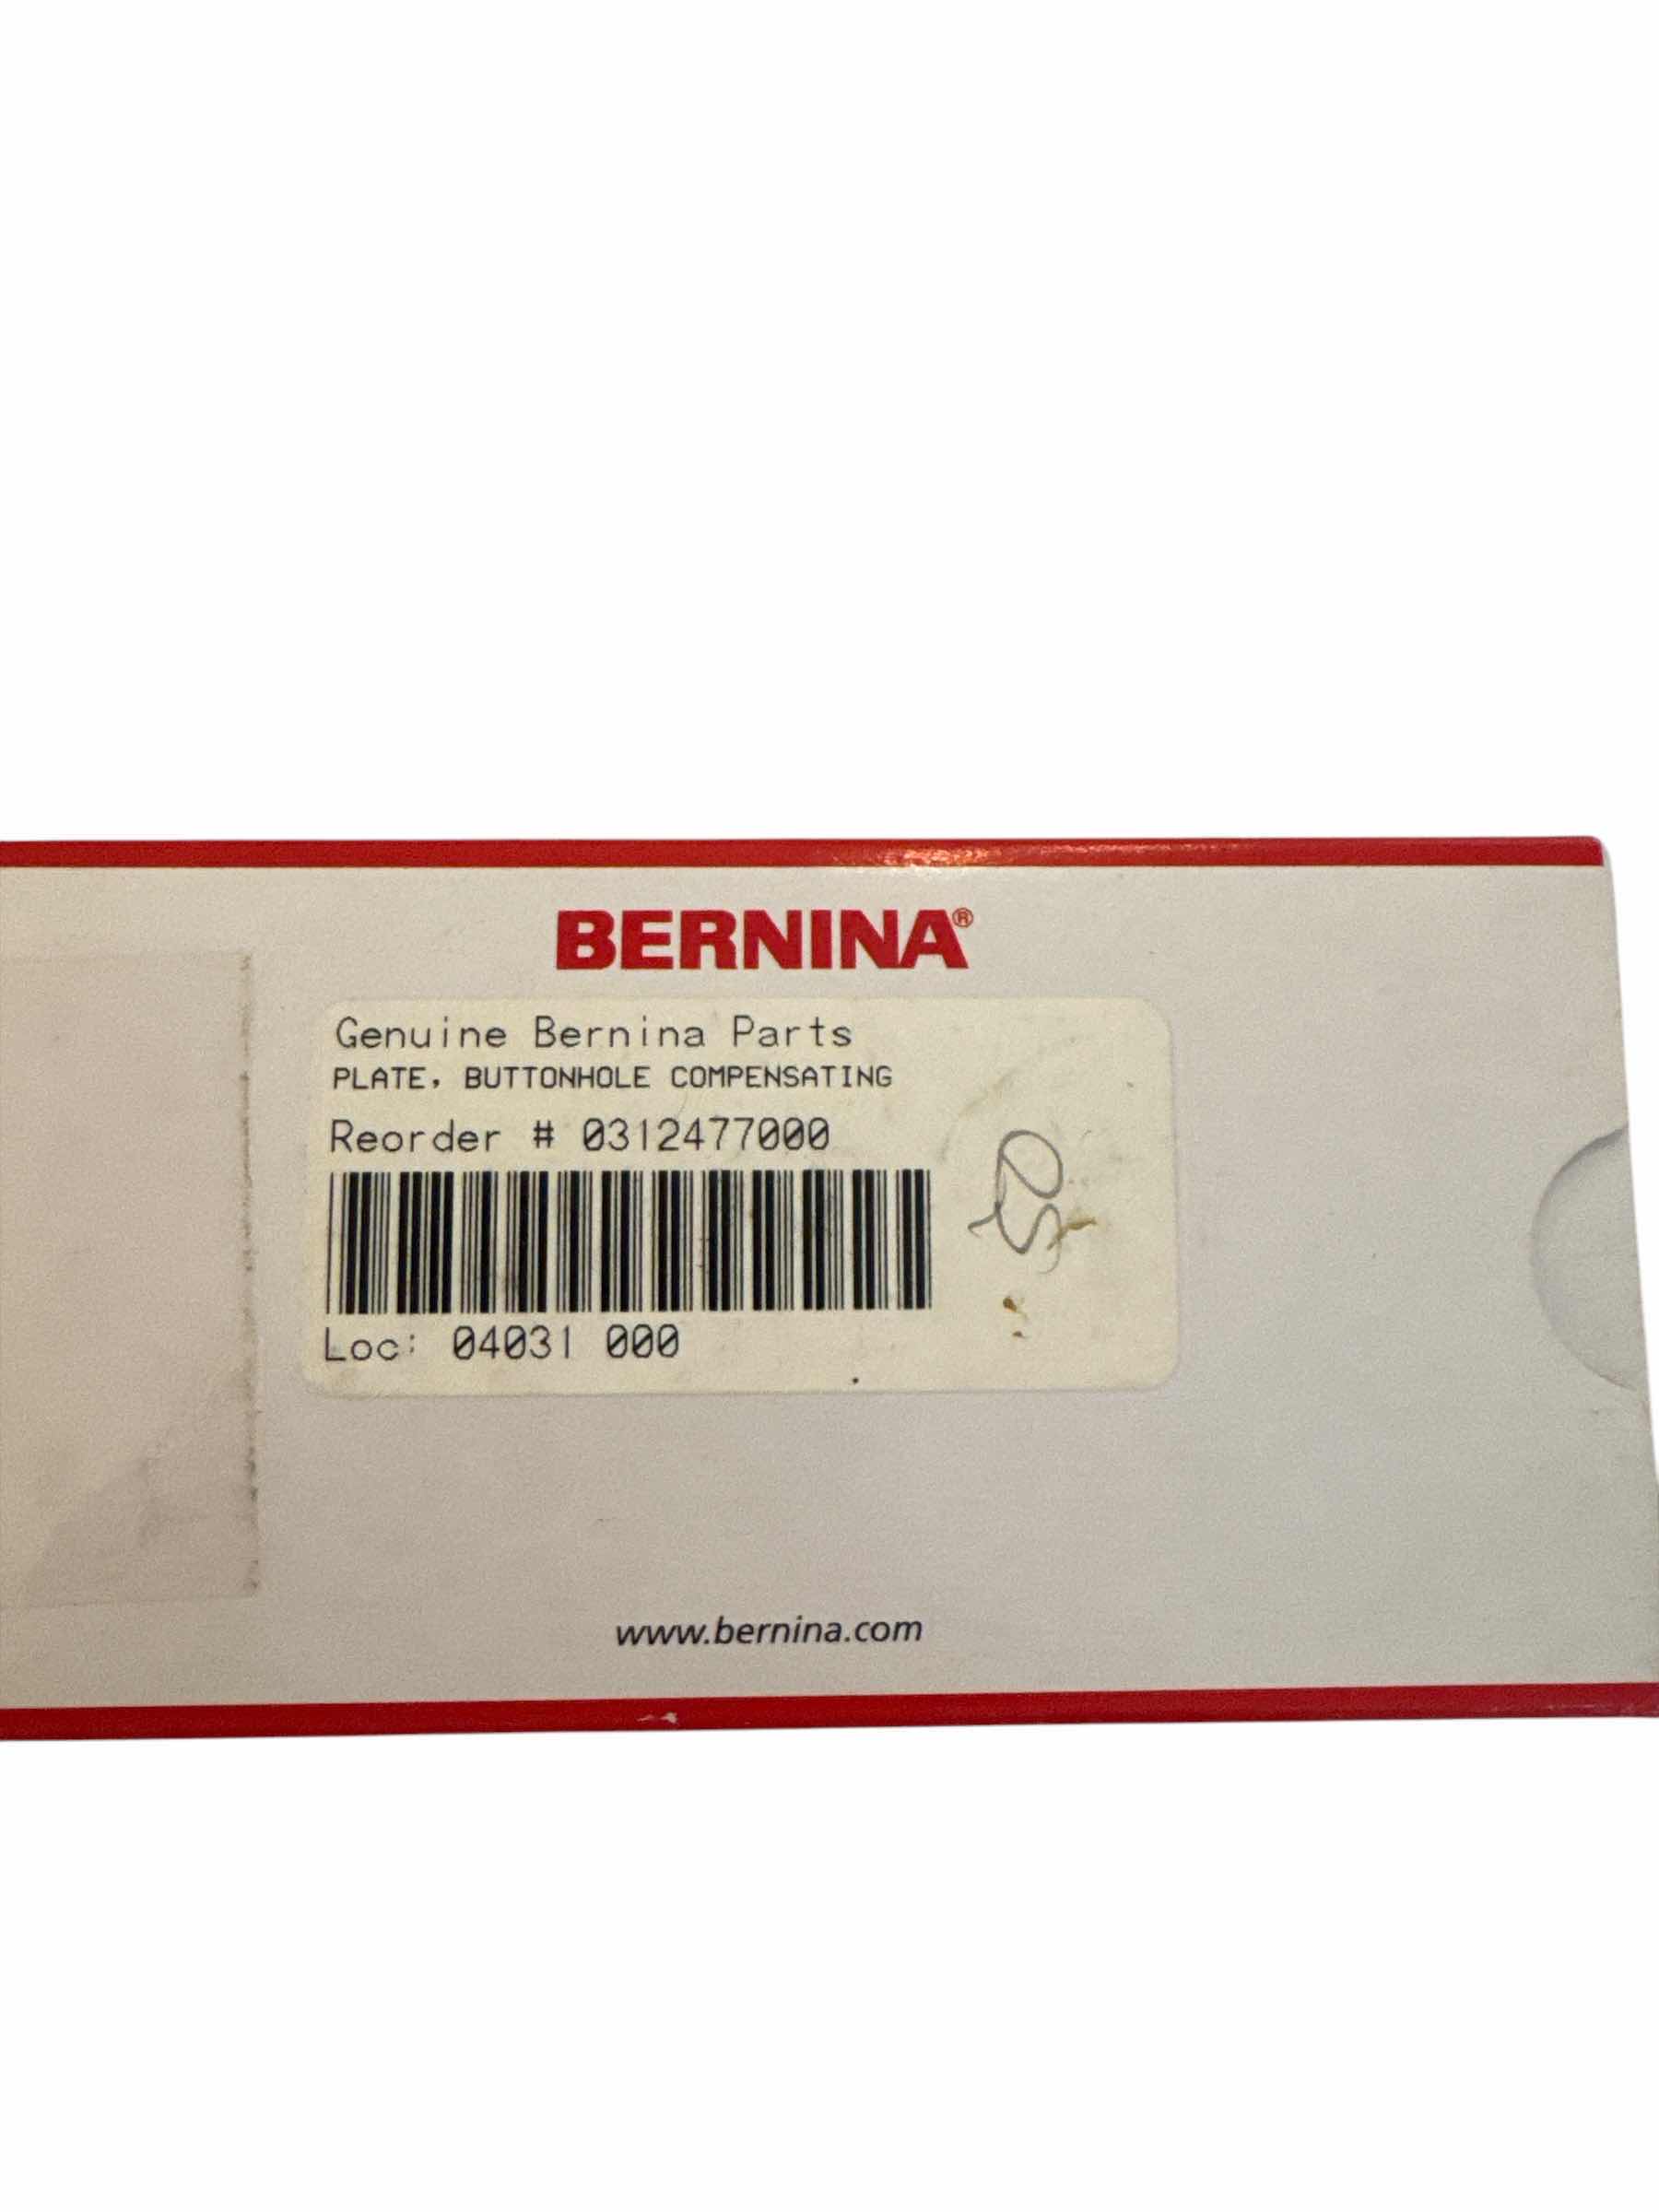 BERNINA®
Genuine Bernina Parts
PLATE, BUTTONHOLE COMPENSATING
Reorder # 0312477000
Loc: 04031 000
www.bernina.com